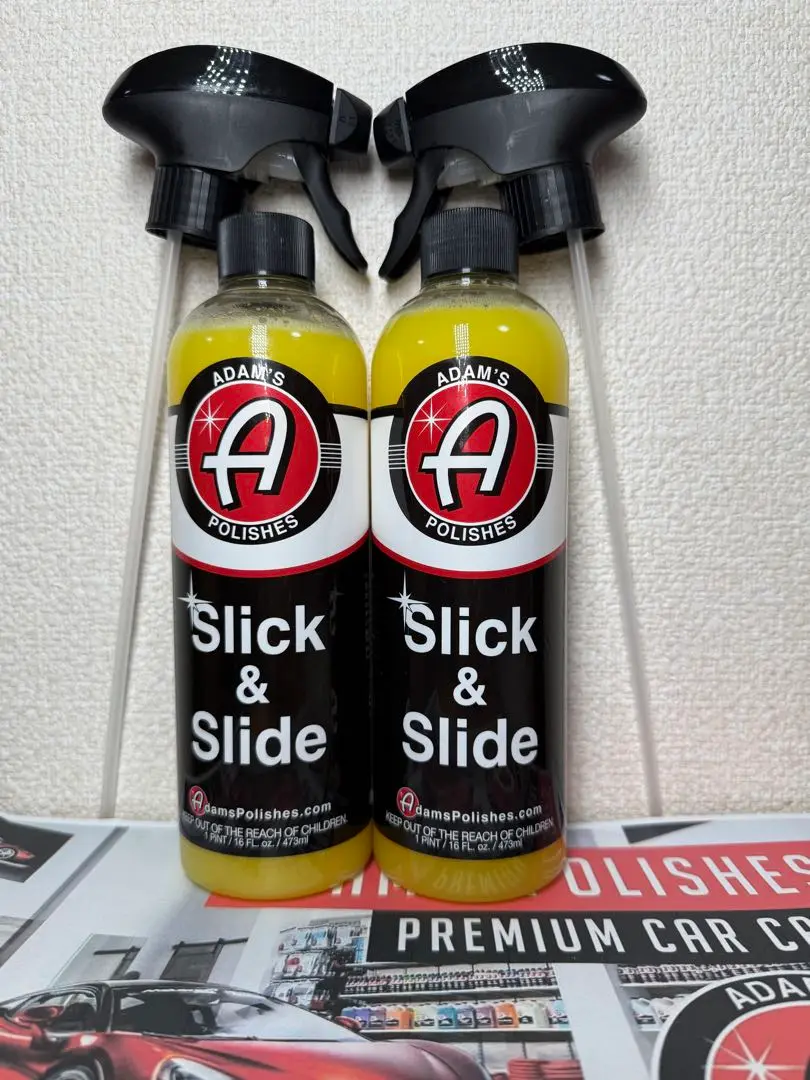 ADAM'S
A
POLISHES
Slick
&
Slide
AdamsPolishes.com
KEEP OUT OF THE REACH OF CHILDREN.
1 PINT / 16 FL. oz. / 473ml
ADAM'S
A
POLISHES
Slick
&
Slide
AdamsPolishes.com
KEEP OUT OF THE REACH OF CHILDREN.
1 PINT / 16 FL. oz. / 473ml
OLISHES
PREMIUM CAR C
ADA